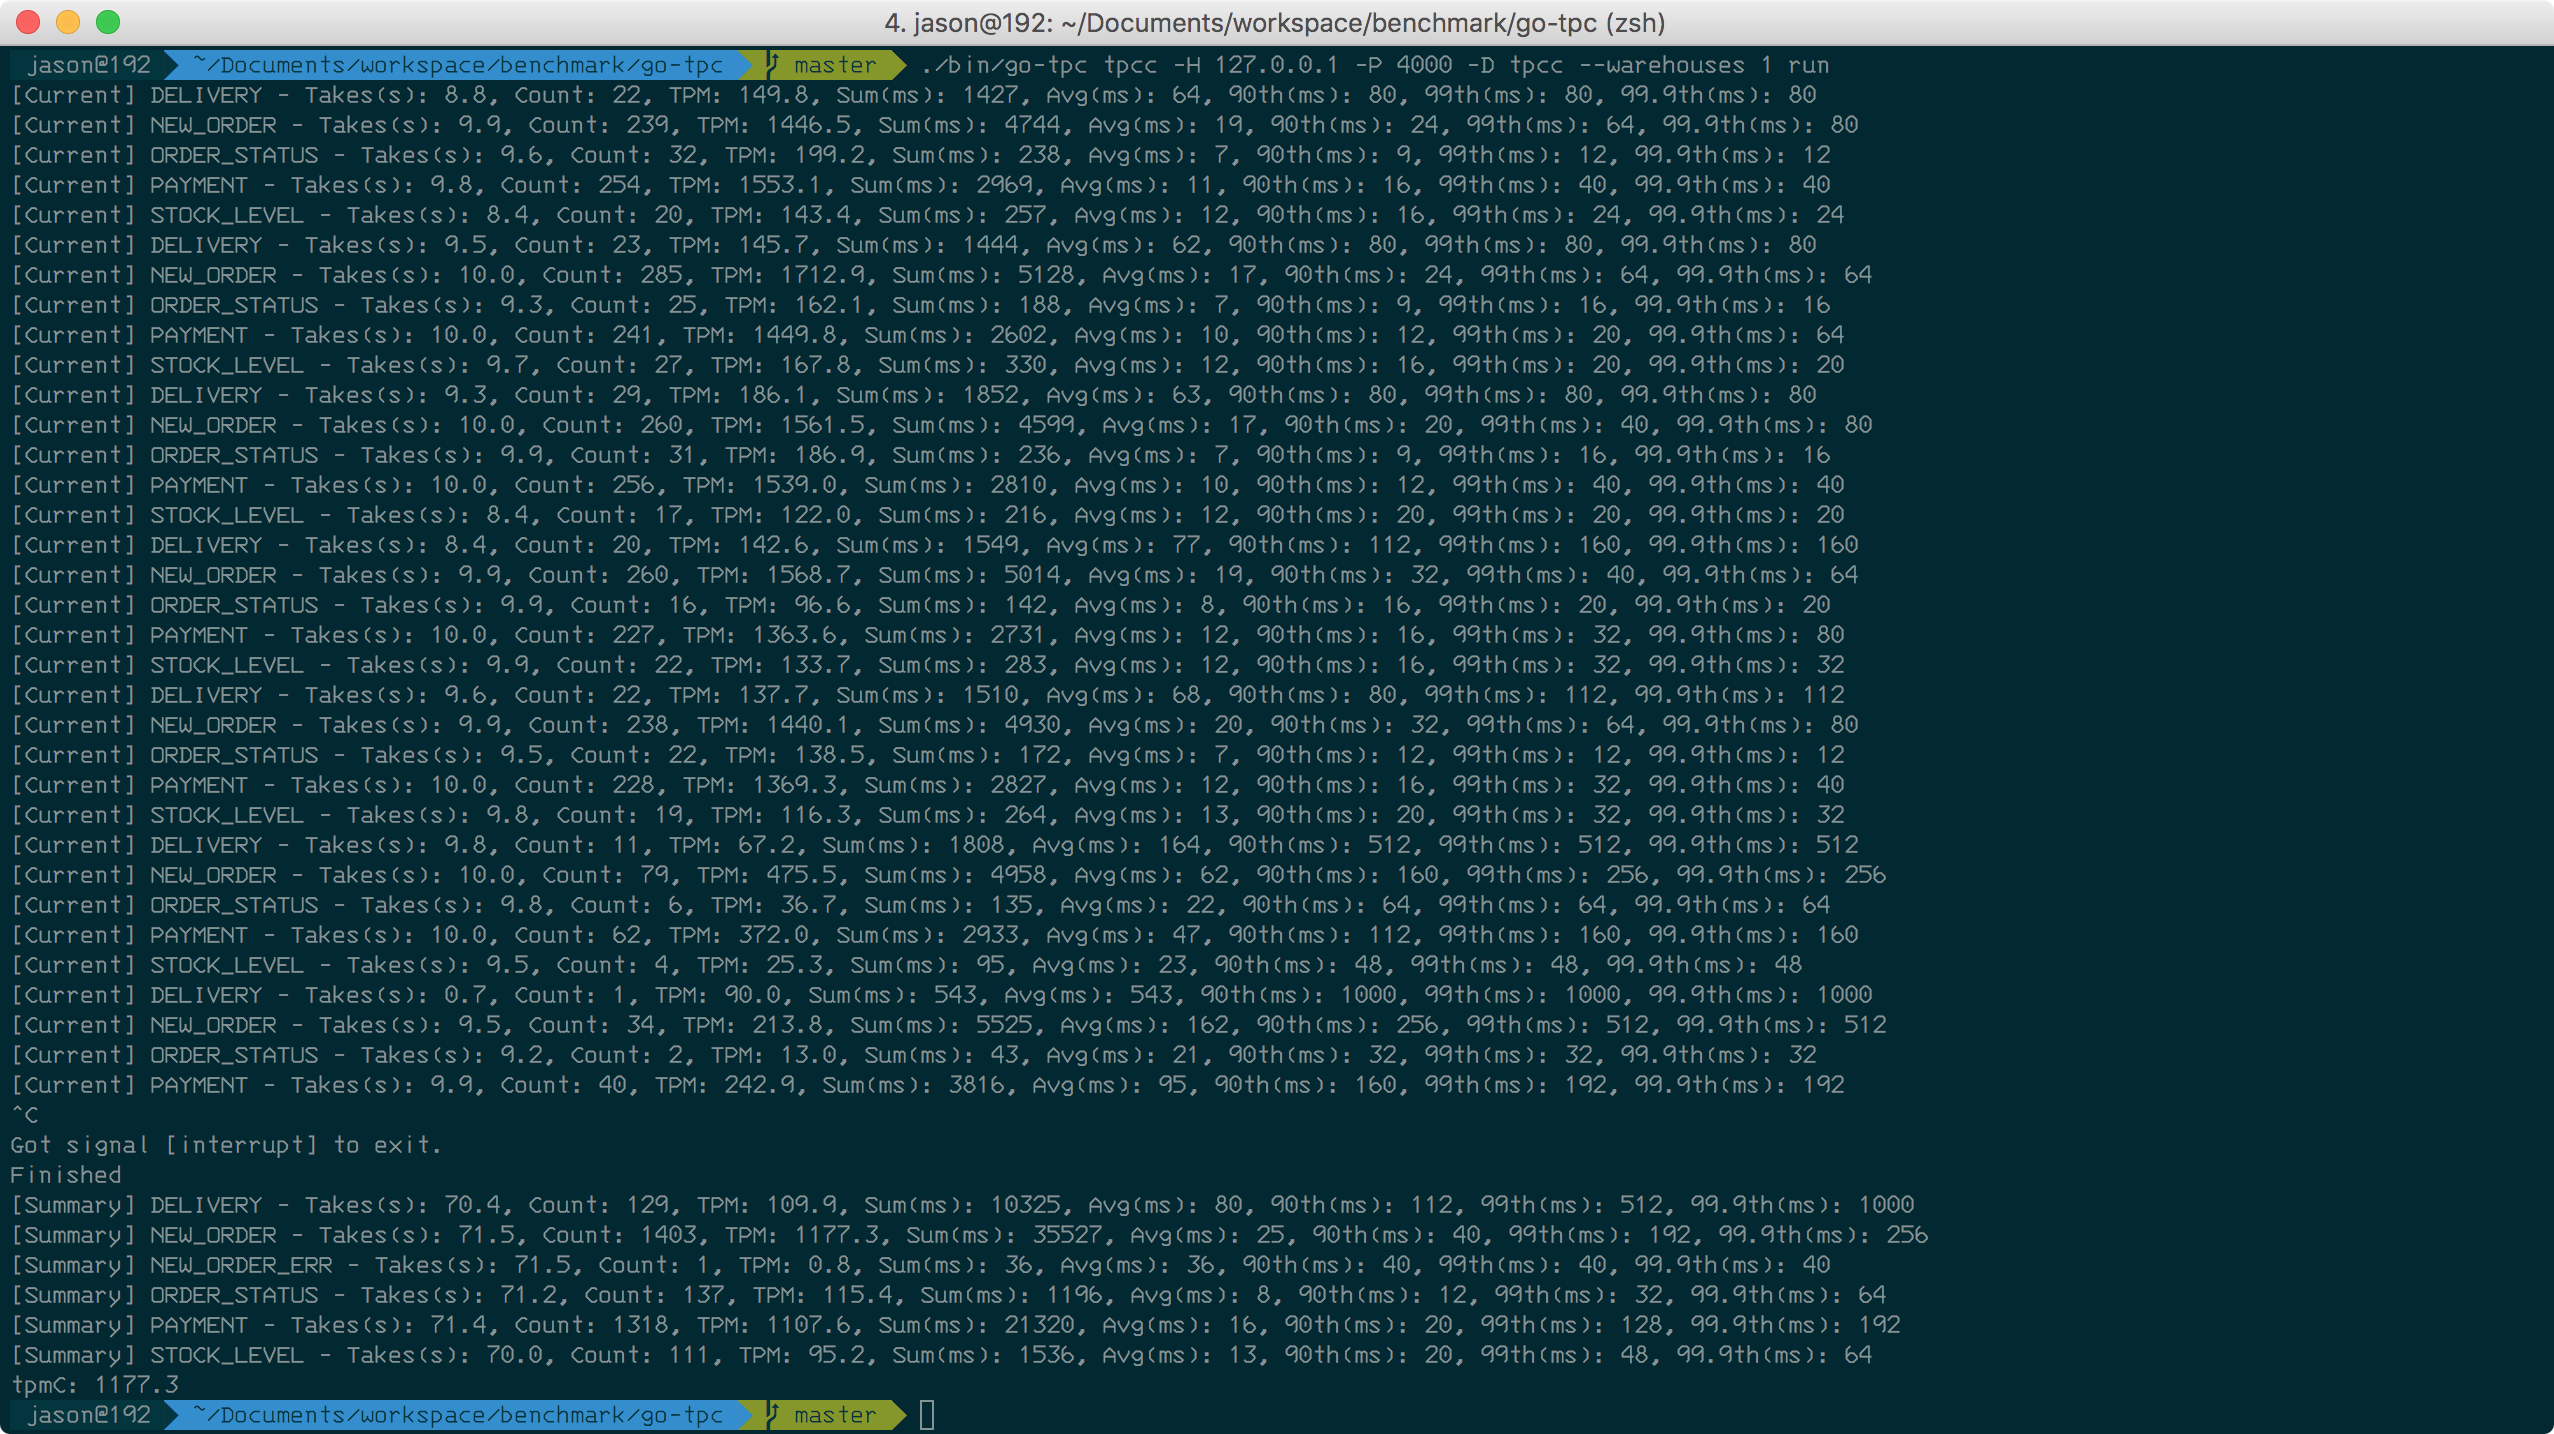 4. jason@192: ~/Documents/workspace/benchmark/go-tpc (zsh)
jason@192 ~/Documents/workspace/benchmark/go-tpc master ./bin/go-tpc tpcc -H 127.0.0.1 -P 4000 -D tpcc --warehouses 1 run
[Current] DELIVERY - Takes(s): 8.8, Count: 22, TPM: 149.8, Sum(ms): 1427, Avg(ms): 64, 90th(ms): 80, 99th(ms): 80, 99.9th(ms): 80
[Current] NEW_ORDER - Takes(s): 9.9, Count: 239, TPM: 1446.5, Sum(ms): 4744, Avg(ms): 19, 90th(ms): 24, 99th(ms): 64, 99.9th(ms): 80
[Current] ORDER_STATUS - Takes(s): 9.6, Count: 32, TPM: 199.2, Sum(ms): 238, Avg(ms): 7, 90th(ms): 9, 99th(ms): 12, 99.9th(ms): 12
[Current] PAYMENT - Takes(s): 9.8, Count: 254, TPM: 1553.1, Sum(ms): 2969, Avg(ms): 11, 90th(ms): 16, 99th(ms): 40, 99.9th(ms): 40
[Current] STOCK_LEVEL - Takes(s): 8.4, Count: 20, TPM: 143.4, Sum(ms): 257, Avg(ms): 12, 90th(ms): 16, 99th(ms): 24, 99.9th(ms): 24
[Current] DELIVERY - Takes(s): 9.5, Count: 23, TPM: 145.7, Sum(ms): 1444, Avg(ms): 62, 90th(ms): 80, 99th(ms): 80, 99.9th(ms): 80
[Current] NEW_ORDER - Takes(s): 10.0, Count: 285, TPM: 1712.9, Sum(ms): 5128, Avg(ms): 17, 90th(ms): 24, 99th(ms): 64, 99.9th(ms): 64
[Current] ORDER_STATUS - Takes(s): 9.3, Count: 25, TPM: 162.1, Sum(ms): 188, Avg(ms): 7, 90th(ms): 9, 99th(ms): 16, 99.9th(ms): 16
[Current] PAYMENT - Takes(s): 10.0, Count: 241, TPM: 1449.8, Sum(ms): 2602, Avg(ms): 10, 90th(ms): 12, 99th(ms): 20, 99.9th(ms): 64
[Current] STOCK_LEVEL - Takes(s): 9.7, Count: 27, TPM: 167.8, Sum(ms): 330, Avg(ms): 12, 90th(ms): 16, 99th(ms): 20, 99.9th(ms): 20
[Current] DELIVERY - Takes(s): 9.3, Count: 29, TPM: 186.1, Sum(ms): 1852, Avg(ms): 63, 90th(ms): 80, 99th(ms): 80, 99.9th(ms): 80
[Current] NEW_ORDER - Takes(s): 10.0, Count: 260, TPM: 1561.5, Sum(ms): 4599, Avg(ms): 17, 90th(ms): 20, 99th(ms): 40, 99.9th(ms): 80
[Current] ORDER_STATUS - Takes(s): 9.9, Count: 31, TPM: 186.9, Sum(ms): 236, Avg(ms): 7, 90th(ms): 9, 99th(ms): 16, 99.9th(ms): 16
[Current] PAYMENT - Takes(s): 10.0, Count: 256, TPM: 1539.0, Sum(ms): 2810, Avg(ms): 10, 90th(ms): 12, 99th(ms): 40, 99.9th(ms): 40
[Current] STOCK_LEVEL - Takes(s): 8.4, Count: 17, TPM: 122.0, Sum(ms): 216, Avg(ms): 12, 90th(ms): 20, 99th(ms): 20, 99.9th(ms): 20
[Current] DELIVERY - Takes(s): 8.4, Count: 20, TPM: 142.6, Sum(ms): 1549, Avg(ms): 77, 90th(ms): 112, 99th(ms): 160, 99.9th(ms): 160
[Current] NEW_ORDER - Takes(s): 9.9, Count: 260, TPM: 1568.7, Sum(ms): 5014, Avg(ms): 19, 90th(ms): 32, 99th(ms): 40, 99.9th(ms): 64
[Current] ORDER_STATUS - Takes(s): 9.9, Count: 16, TPM: 96.6, Sum(ms): 142, Avg(ms): 8, 90th(ms): 16, 99th(ms): 20, 99.9th(ms): 20
[Current] PAYMENT - Takes(s): 10.0, Count: 227, TPM: 1363.6, Sum(ms): 2731, Avg(ms): 12, 90th(ms): 16, 99th(ms): 32, 99.9th(ms): 80
[Current] STOCK_LEVEL - Takes(s): 9.9, Count: 22, TPM: 133.7, Sum(ms): 283, Avg(ms): 12, 90th(ms): 16, 99th(ms): 32, 99.9th(ms): 32
[Current] DELIVERY - Takes(s): 9.6, Count: 22, TPM: 137.7, Sum(ms): 1510, Avg(ms): 68, 90th(ms): 80, 99th(ms): 112, 99.9th(ms): 112
[Current] NEW_ORDER - Takes(s): 9.9, Count: 238, TPM: 1440.1, Sum(ms): 4930, Avg(ms): 20, 90th(ms): 32, 99th(ms): 64, 99.9th(ms): 80
[Current] ORDER_STATUS - Takes(s): 9.5, Count: 22, TPM: 138.5, Sum(ms): 172, Avg(ms): 7, 90th(ms): 12, 99th(ms): 12, 99.9th(ms): 12
[Current] PAYMENT - Takes(s): 10.0, Count: 228, TPM: 1369.3, Sum(ms): 2827, Avg(ms): 12, 90th(ms): 16, 99th(ms): 32, 99.9th(ms): 40
[Current] STOCK_LEVEL - Takes(s): 9.8, Count: 19, TPM: 116.3, Sum(ms): 264, Avg(ms): 13, 90th(ms): 20, 99th(ms): 32, 99.9th(ms): 32
[Current] DELIVERY - Takes(s): 9.8, Count: 11, TPM: 67.2, Sum(ms): 1808, Avg(ms): 164, 90th(ms): 512, 99th(ms): 512, 99.9th(ms): 512
[Current] NEW_ORDER - Takes(s): 10.0, Count: 79, TPM: 475.5, Sum(ms): 4958, Avg(ms): 62, 90th(ms): 160, 99th(ms): 256, 99.9th(ms): 256
[Current] ORDER_STATUS - Takes(s): 9.8, Count: 6, TPM: 36.7, Sum(ms): 135, Avg(ms): 22, 90th(ms): 64, 99th(ms): 64, 99.9th(ms): 64
[Current] PAYMENT - Takes(s): 10.0, Count: 62, TPM: 372.0, Sum(ms): 2933, Avg(ms): 47, 90th(ms): 112, 99th(ms): 160, 99.9th(ms): 160
[Current] STOCK_LEVEL - Takes(s): 9.5, Count: 4, TPM: 25.3, Sum(ms): 95, Avg(ms): 23, 90th(ms): 48, 99th(ms): 48, 99.9th(ms): 48
[Current] DELIVERY - Takes(s): 0.7, Count: 1, TPM: 90.0, Sum(ms): 543, Avg(ms): 543, 90th(ms): 1000, 99th(ms): 1000, 99.9th(ms): 1000
[Current] NEW_ORDER - Takes(s): 9.5, Count: 34, TPM: 213.8, Sum(ms): 5525, Avg(ms): 162, 90th(ms): 256, 99th(ms): 512, 99.9th(ms): 512
[Current] ORDER_STATUS - Takes(s): 9.2, Count: 2, TPM: 13.0, Sum(ms): 43, Avg(ms): 21, 90th(ms): 32, 99th(ms): 32, 99.9th(ms): 32
[Current] PAYMENT - Takes(s): 9.9, Count: 40, TPM: 242.9, Sum(ms): 3816, Avg(ms): 95, 90th(ms): 160, 99th(ms): 192, 99.9th(ms): 192
^C
Got signal [interrupt] to exit.
Finished
[Summary] DELIVERY - Takes(s): 70.4, Count: 129, TPM: 109.9, Sum(ms): 10325, Avg(ms): 80, 90th(ms): 112, 99th(ms): 512, 99.9th(ms): 1000
[Summary] NEW_ORDER - Takes(s): 71.5, Count: 1403, TPM: 1177.3, Sum(ms): 35527, Avg(ms): 25, 90th(ms): 40, 99th(ms): 192, 99.9th(ms): 256
[Summary] NEW_ORDER_ERR - Takes(s): 71.5, Count: 1, TPM: 0.8, Sum(ms): 36, Avg(ms): 36, 90th(ms): 40, 99th(ms): 40, 99.9th(ms): 40
[Summary] ORDER_STATUS - Takes(s): 71.2, Count: 137, TPM: 115.4, Sum(ms): 1196, Avg(ms): 8, 90th(ms): 12, 99th(ms): 32, 99.9th(ms): 64
[Summary] PAYMENT - Takes(s): 71.4, Count: 1318, TPM: 1107.6, Sum(ms): 21320, Avg(ms): 16, 90th(ms): 20, 99th(ms): 128, 99.9th(ms): 192
[Summary] STOCK_LEVEL - Takes(s): 70.0, Count: 111, TPM: 95.2, Sum(ms): 1536, Avg(ms): 13, 90th(ms): 20, 99th(ms): 48, 99.9th(ms): 64
tpmC: 1177.3
jason@192 ~/Documents/workspace/benchmark/go-tpc master